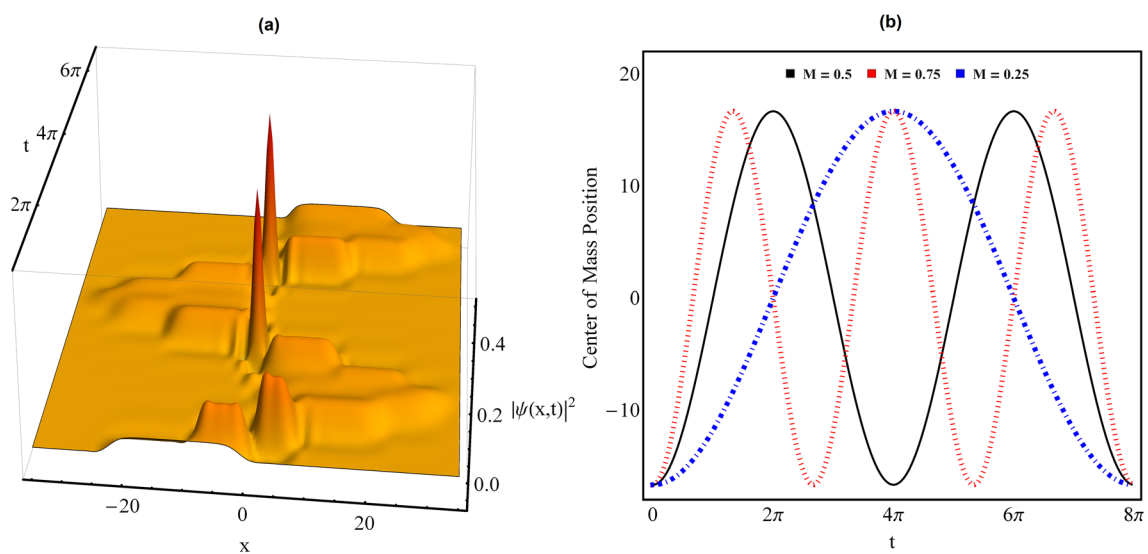 (a)
6π
4π
t
2π
0.4
0.2
|ψ(x,t)|²
0.0
−20
0
20
x
(b)
M = 0.5 M = 0.75 M = 0.25
20
10
0
−10
Center of Mass Position
0 2π 4π 6π 8π
t